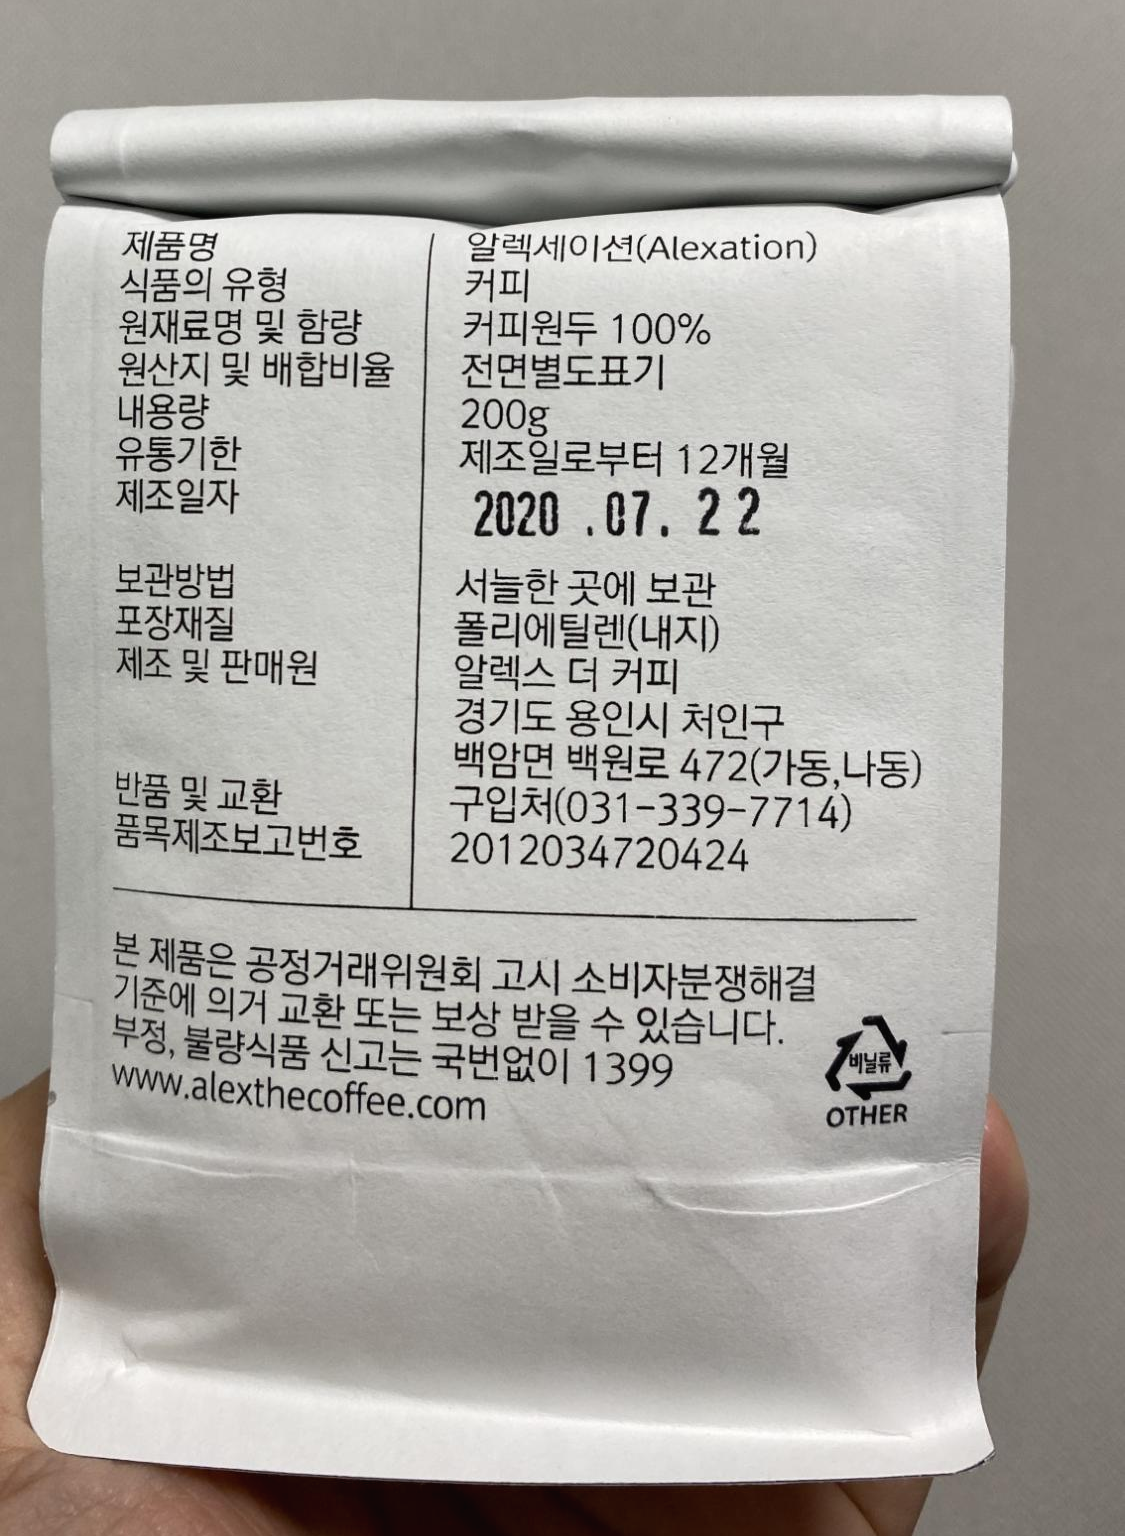 제품명 알렉세이션(Alexation)
식품의 유형 커피
원재료명 및 함량 커피원두 100%
원산지 및 배합비율 전면별도표기
내용량 200g
유통기한 제조일로부터 12개월
제조일자 2020 .07. 22
보관방법 서늘한 곳에 보관
포장재질 폴리에틸렌(내지)
제조 및 판매원 알렉스 더 커피
경기도 용인시 처인구
백암면 백원로 472(가동,나동)
반품 및 교환 구입처(031-339-7714)
품목제조보고번호 2012034720424
본 제품은 공정거래위원회 고시 소비자분쟁해결
기준에 의거 교환 또는 보상 받을 수 있습니다.
부정, 불량식품 신고는 국번없이 1399
www.alexthecoffee.com
비닐류
OTHER